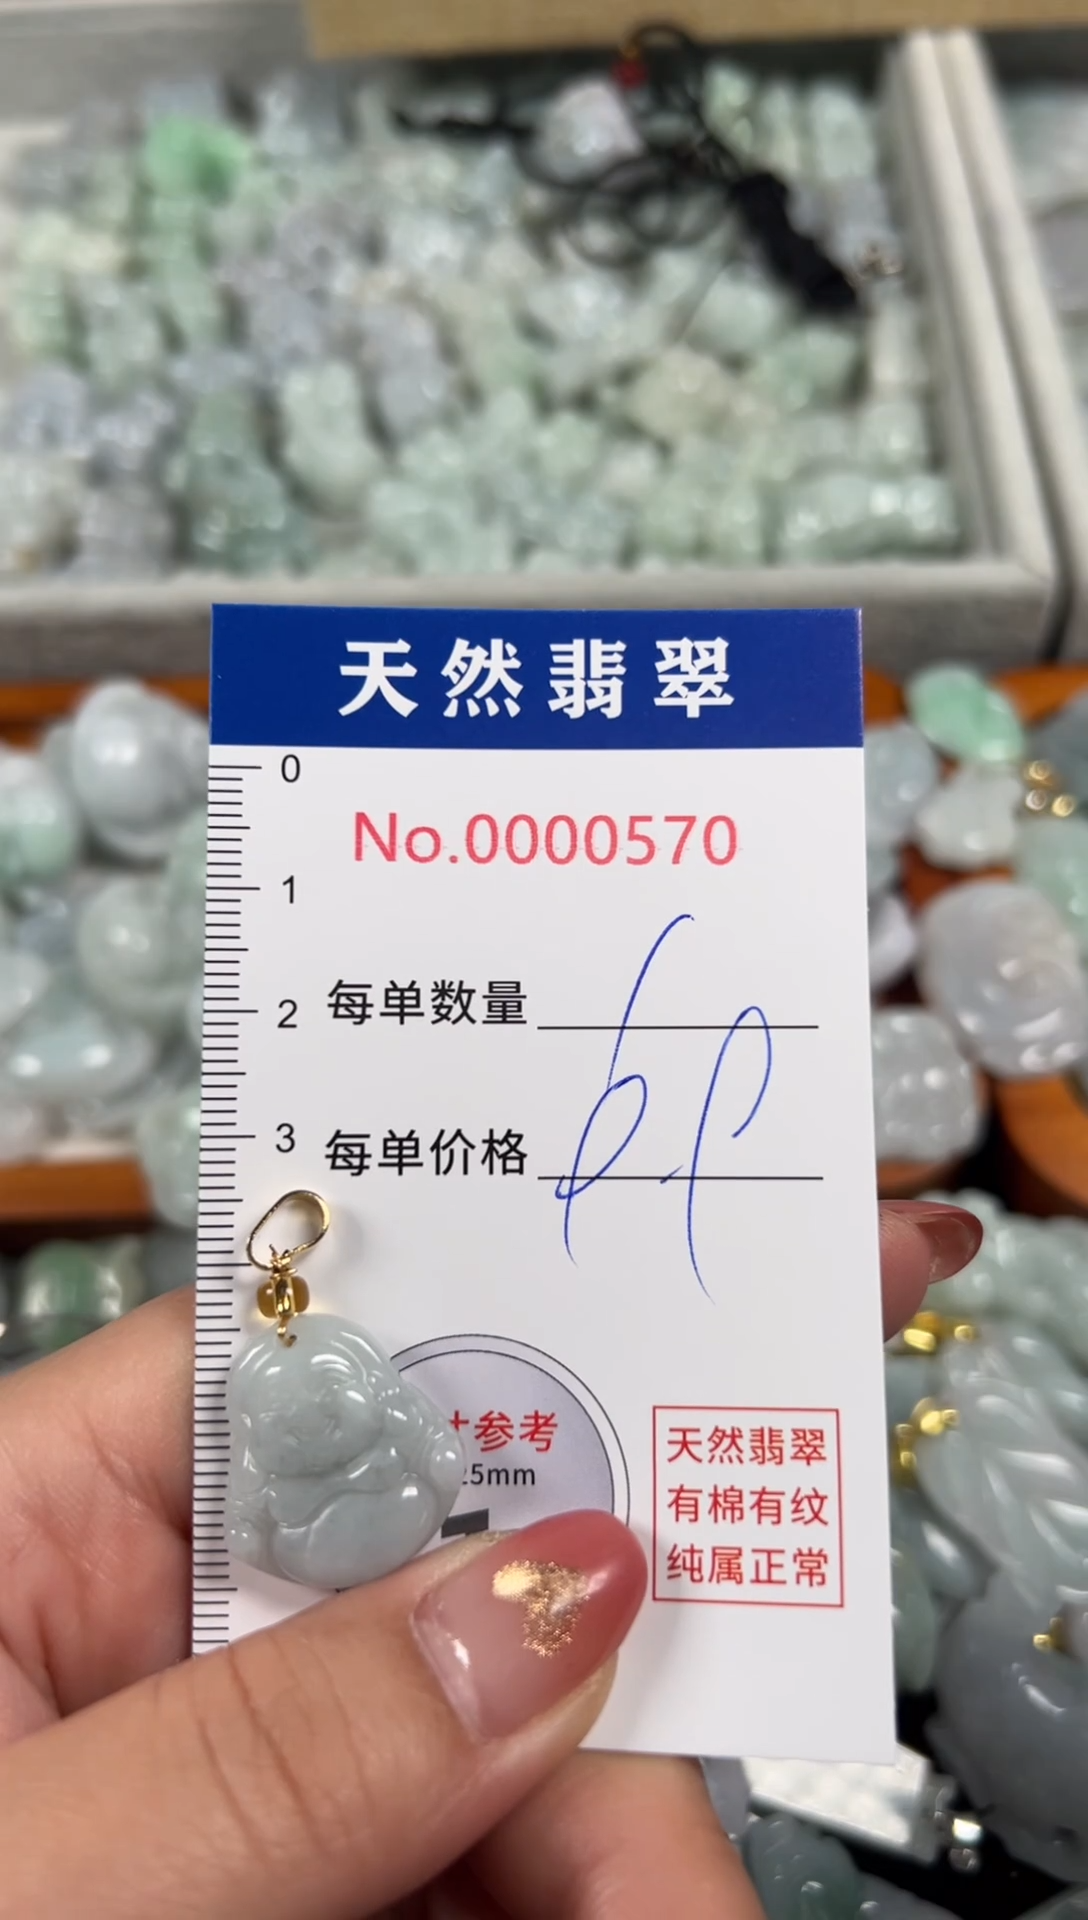 天然翡翠
0
No.0000570
1
每单数量
2
每单价格
3
参考
25mm
天然翡翠
有棉有纹
纯属正常